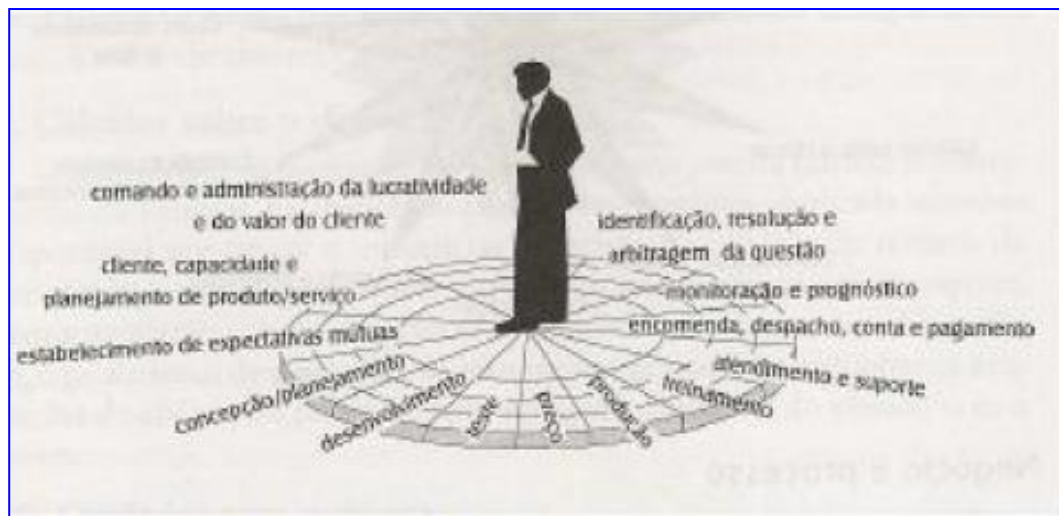 comando e administração da lucratividade
e do valor do cliente
identificação, resolução e
arbitragem da questão
cliente, capacidade e
planejamento de produto/serviço
monitoração e prognóstico
estabelecimento de expectativas mútuas
encomenda, despacho, conta e pagamento
concepção/planejamento
desenvolvimento
teste
preço
produção
treinamento
atendimento e suporte
Negócio e processo